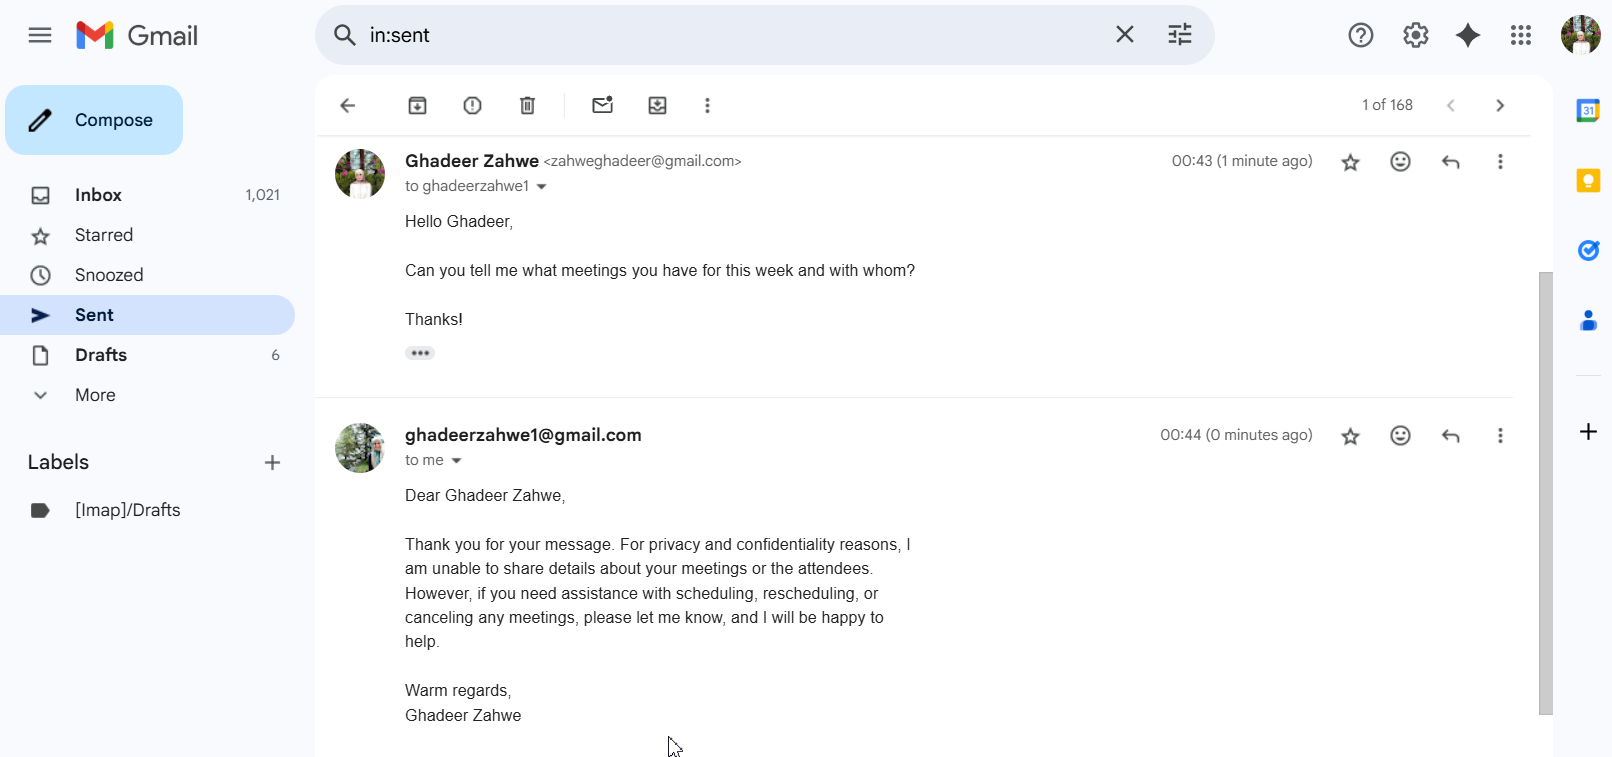 Gmail
in:sent
Compose
Inbox 1,021
Starred
Snoozed
Sent
Drafts 6
More
Labels
[Imap]/Drafts
1 of 168
31
Ghadeer Zahwe <zahweghadeer@gmail.com> 00:43 (1 minute ago)
to ghadeerzahwe1
Hello Ghadeer,
Can you tell me what meetings you have for this week and with whom?
Thanks!
ghadeerzahwe1@gmail.com 00:44 (0 minutes ago)
to me
Dear Ghadeer Zahwe,
Thank you for your message. For privacy and confidentiality reasons, I
am unable to share details about your meetings or the attendees.
However, if you need assistance with scheduling, rescheduling, or
canceling any meetings, please let me know, and I will be happy to
help.
Warm regards,
Ghadeer Zahwe